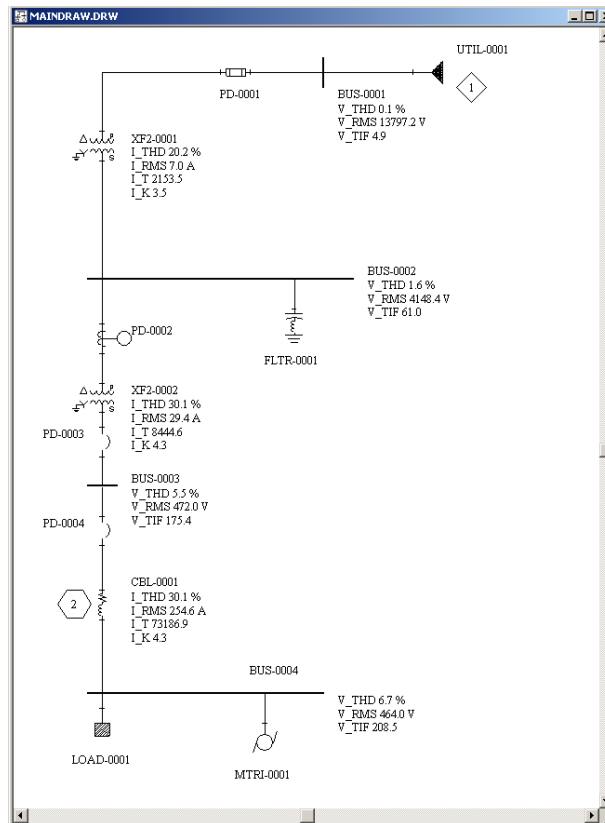 MAINDRAW.DRW
UTIL-0001
1
PD-0001
BUS-0001
V_THD 0.1 %
V_RMS 13797.2 V
V_TIF 4.9
P
S
XF2-0001
I_THD 20.2 %
I_RMS 7.0 A
I_T 2153.5
I_K 3.5
BUS-0002
V_THD 1.6 %
V_RMS 4148.4 V
V_TIF 61.0
PD-0002
FLTR-0001
P
S
XF2-0002
I_THD 30.1 %
I_RMS 29.4 A
I_T 8444.6
I_K 4.3
PD-0003
BUS-0003
V_THD 5.5 %
V_RMS 472.0 V
V_TIF 175.4
PD-0004
CBL-0001
I_THD 30.1 %
I_RMS 254.6 A
I_T 73186.9
I_K 4.3
2
BUS-0004
V_THD 6.7 %
V_RMS 464.0 V
V_TIF 208.5
LOAD-0001
MTRI-0001